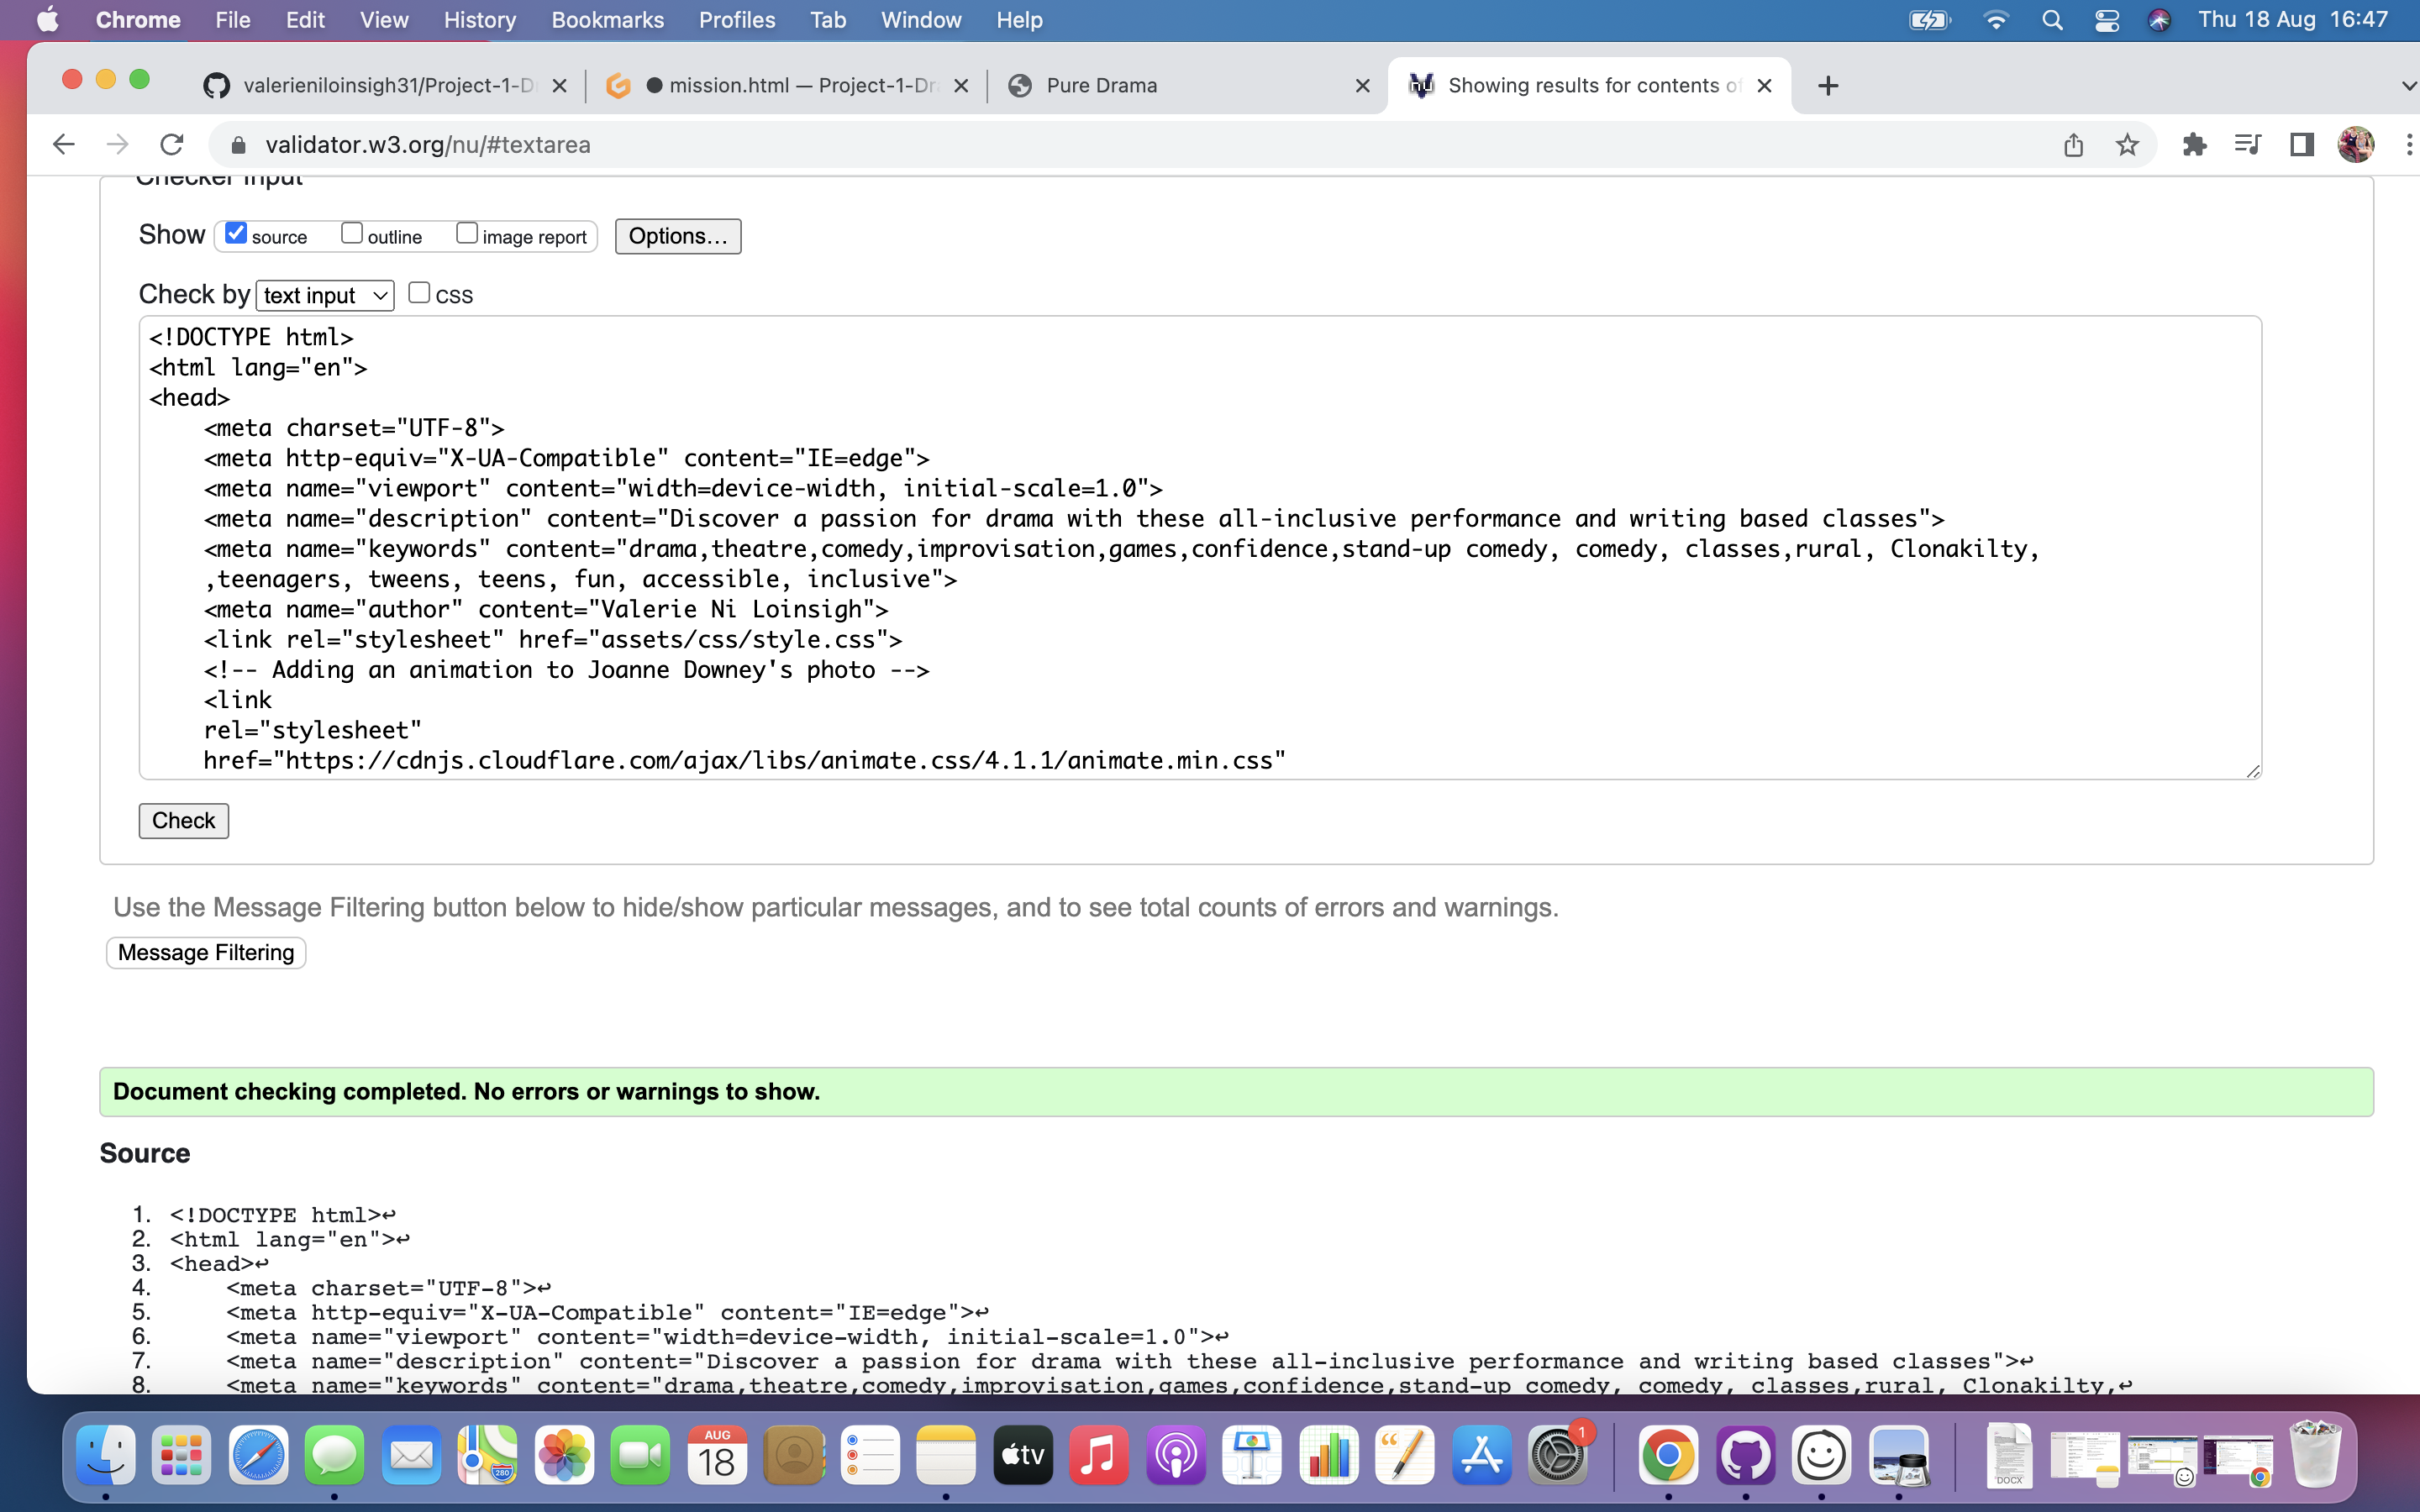 Chrome File Edit View History Bookmarks Profiles Tab Window Help Thu 18 Aug 16:47
valerieniloinsigh31/Project-1-D mission.html — Project-1-Dr Pure Drama Showing results for contents of
validator.w3.org/nu/#textarea
Checker Input
Show source outline image report Options…
Check by text input CSS
<!DOCTYPE html>
<html lang="en">
<head>
<meta charset="UTF-8">
<meta http-equiv="X-UA-Compatible" content="IE=edge">
<meta name="viewport" content="width=device-width, initial-scale=1.0">
<meta name="description" content="Discover a passion for drama with these all-inclusive performance and writing based classes">
<meta name="keywords" content="drama,theatre,comedy,improvisation,games,confidence,stand-up comedy, comedy, classes,rural, Clonakilty,
,teenagers, tweens, teens, fun, accessible, inclusive">
<meta name="author" content="Valerie Ni Loinsigh">
<link rel="stylesheet" href="assets/css/style.css">
<!-- Adding an animation to Joanne Downey's photo -->
<link
rel="stylesheet"
href="https://cdnjs.cloudflare.com/ajax/libs/animate.css/4.1.1/animate.min.css"
Check
Use the Message Filtering button below to hide/show particular messages, and to see total counts of errors and warnings.
Message Filtering
Document checking completed. No errors or warnings to show.
Source
1. <!DOCTYPE html>↩
2. <html lang="en">↩
3. <head>↩
4. <meta charset="UTF-8">↩
5. <meta http-equiv="X-UA-Compatible" content="IE=edge">↩
6. <meta name="viewport" content="width=device-width, initial-scale=1.0">↩
7. <meta name="description" content="Discover a passion for drama with these all-inclusive performance and writing based classes">↩
8. <meta name="keywords" content="drama,theatre,comedy,improvisation,games,confidence,stand-up comedy, comedy, classes,rural, Clonakilty,↩
280 AUG 18 tv 1 DOCX